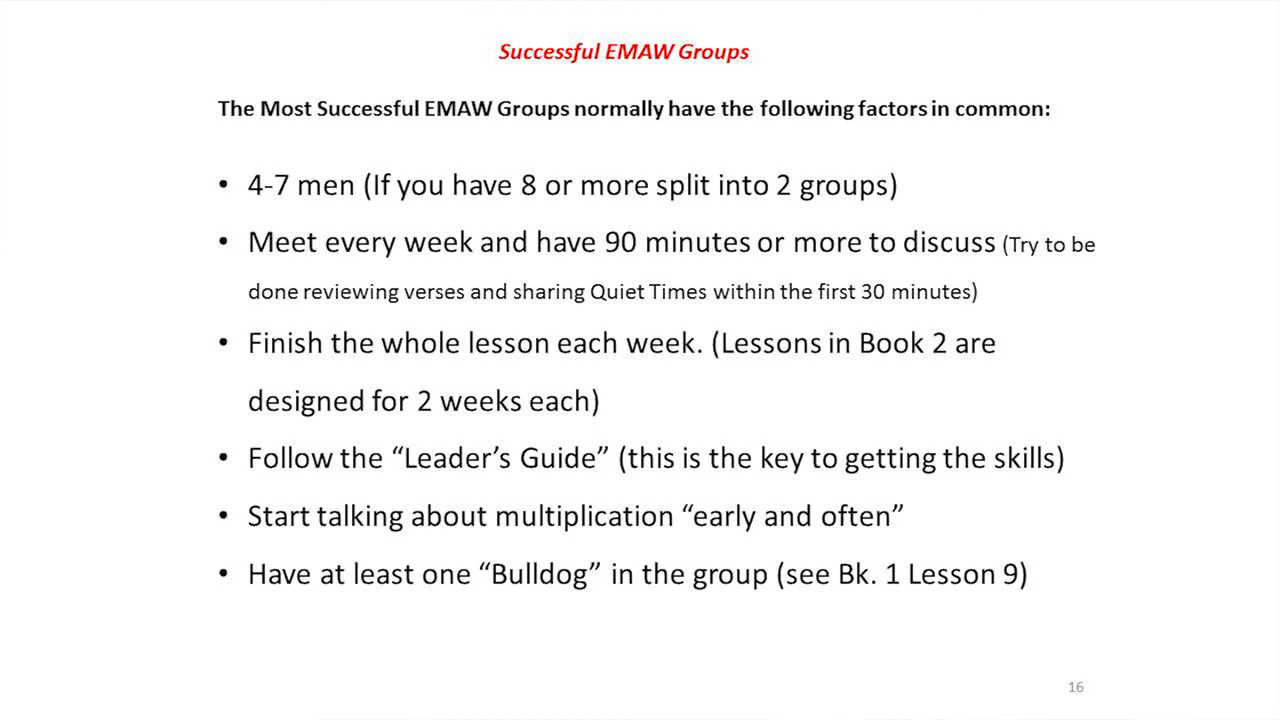 Successful EMAW Groups
The Most Successful EMAW Groups normally have the following factors in common:
• 4-7 men (If you have 8 or more split into 2 groups)
• Meet every week and have 90 minutes or more to discuss (Try to be
done reviewing verses and sharing Quiet Times within the first 30 minutes)
• Finish the whole lesson each week. (Lessons in Book 2 are
designed for 2 weeks each)
• Follow the “Leader’s Guide” (this is the key to getting the skills)
• Start talking about multiplication “early and often”
• Have at least one “Bulldog” in the group (see Bk. 1 Lesson 9)
16